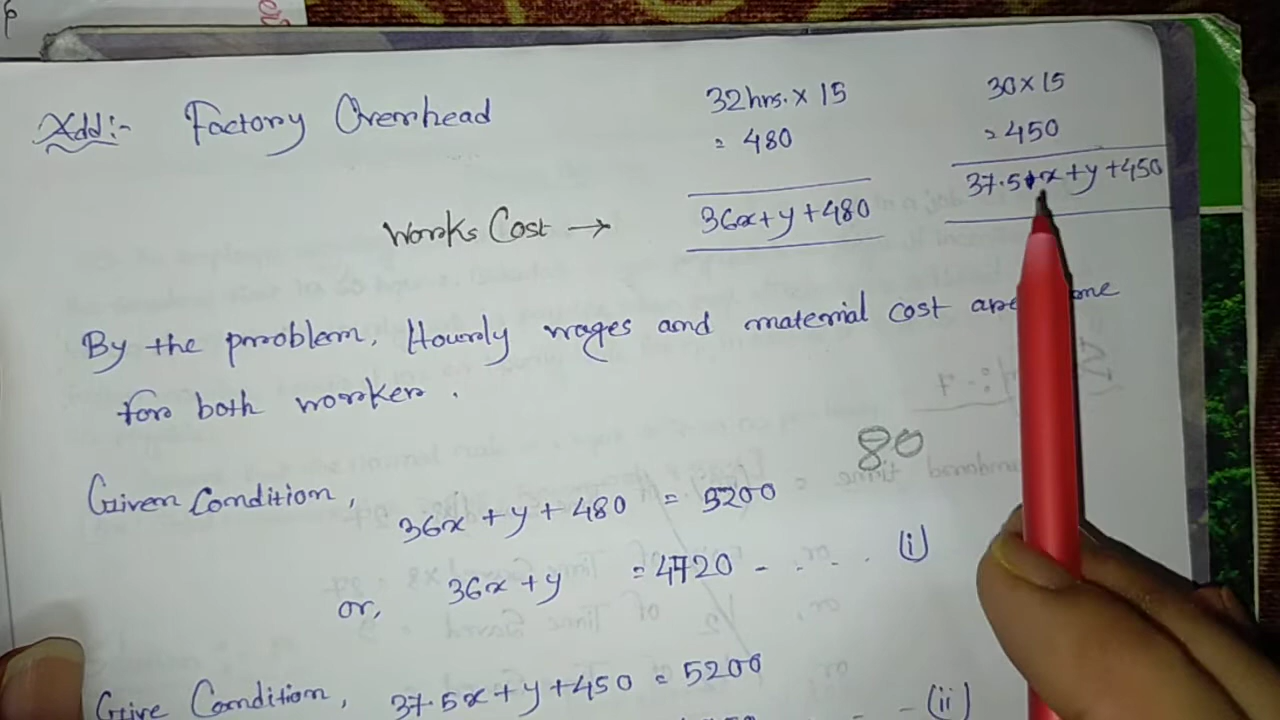 Add:- Factory Overhead
32hrs. × 15
= 480
30 × 15
= 450
Works Cost →
36x+y+480
37.5x+y+450
By the problem, Hourly wages and material cost are
for both worker.
80
Given Condition,
36x + y + 480 = 5200
or, 36x + y = 4720 - - - - (i)
Give Condition, 37.5x + y + 450 = 5200
- - (ii)